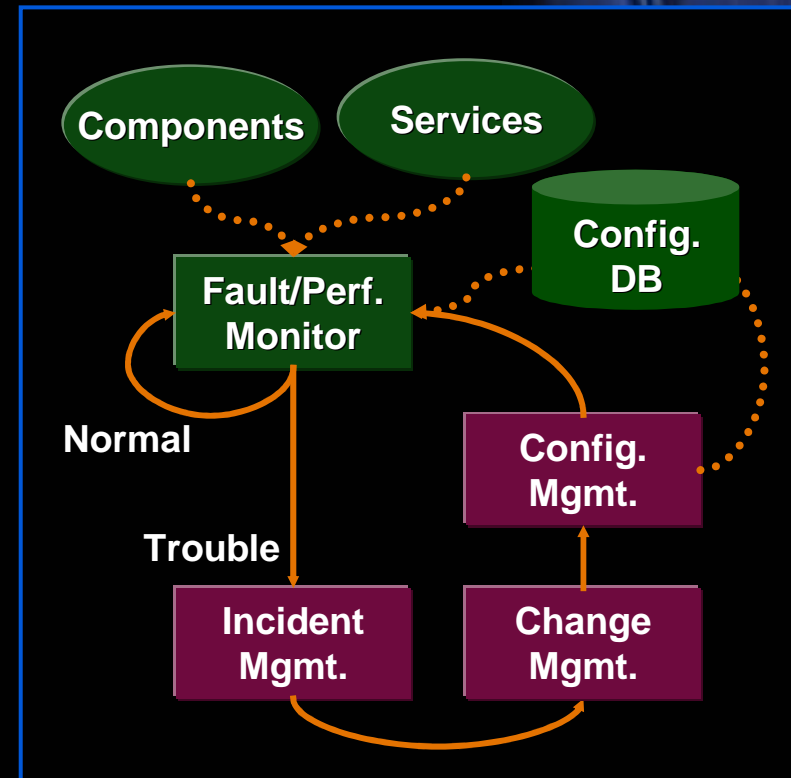 Components
Services
Config.
DB
Fault/Perf.
Monitor
Normal
Config.
Mgmt.
Trouble
Incident
Mgmt.
Change
Mgmt.